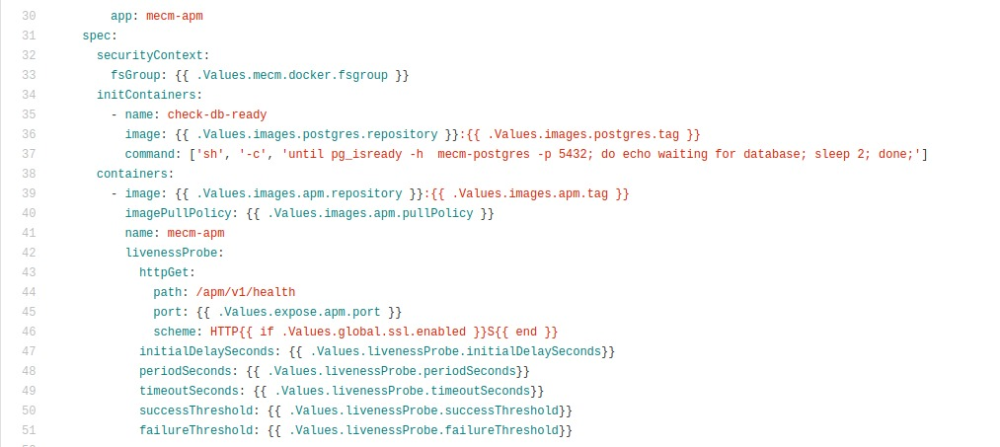 30 app: mecm-apm
31 spec:
32 securityContext:
33 fsGroup: {{ .Values.mecm.docker.fsgroup }}
34 initContainers:
35 - name: check-db-ready
36 image: {{ .Values.images.postgres.repository }}:{{ .Values.images.postgres.tag }}
37 command: ['sh', '-c', 'until pg_isready -h  mecm-postgres -p 5432; do echo waiting for database; sleep 2; done;']
38 containers:
39 - image: {{ .Values.images.apm.repository }}:{{ .Values.images.apm.tag }}
40 imagePullPolicy: {{ .Values.images.apm.pullPolicy }}
41 name: mecm-apm
42 livenessProbe:
43 httpGet:
44 path: /apm/v1/health
45 port: {{ .Values.expose.apm.port }}
46 scheme: HTTP{{ if .Values.global.ssl.enabled }}S{{ end }}
47 initialDelaySeconds: {{ .Values.livenessProbe.initialDelaySeconds}}
48 periodSeconds: {{ .Values.livenessProbe.periodSeconds}}
49 timeoutSeconds: {{ .Values.livenessProbe.timeoutSeconds}}
50 successThreshold: {{ .Values.livenessProbe.successThreshold}}
51 failureThreshold: {{ .Values.livenessProbe.failureThreshold}}